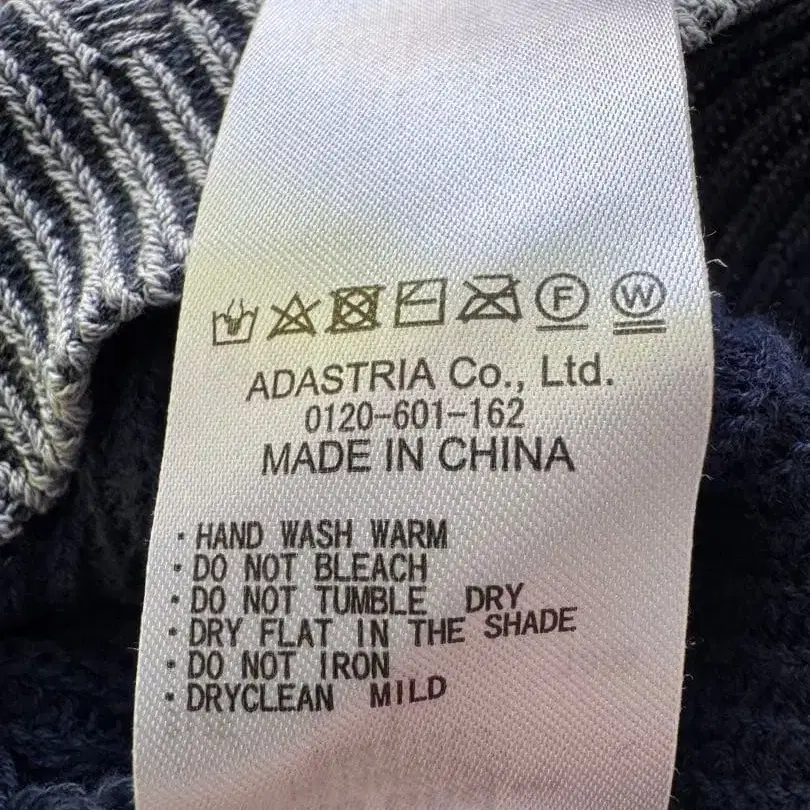 F W
ADASTRIA Co., Ltd.
0120-601-162
MADE IN CHINA
・HAND WASH WARM
・DO NOT BLEACH
・DO NOT TUMBLE DRY
・DRY FLAT IN THE SHADE
・DO NOT IRON
・DRYCLEAN MILD